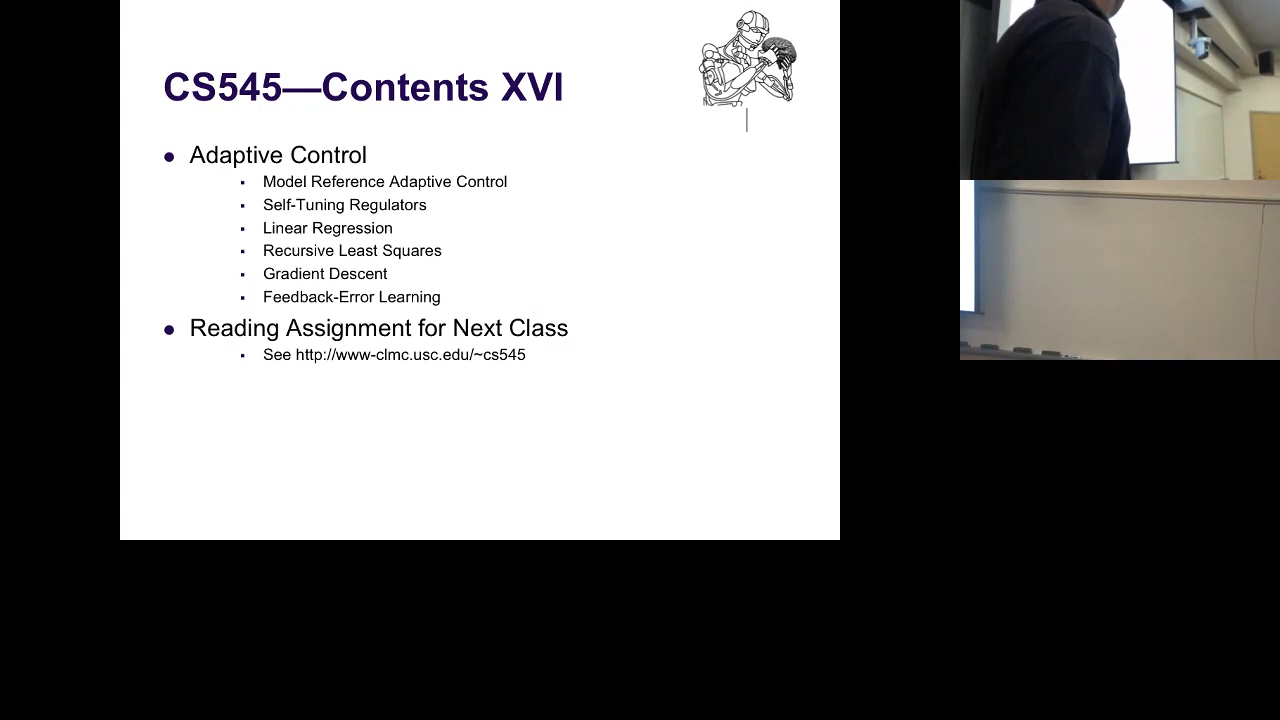 CS545—Contents XVI
Adaptive Control
Model Reference Adaptive Control
Self-Tuning Regulators
Linear Regression
Recursive Least Squares
Gradient Descent
Feedback-Error Learning
Reading Assignment for Next Class
See http://www-clmc.usc.edu/~cs545